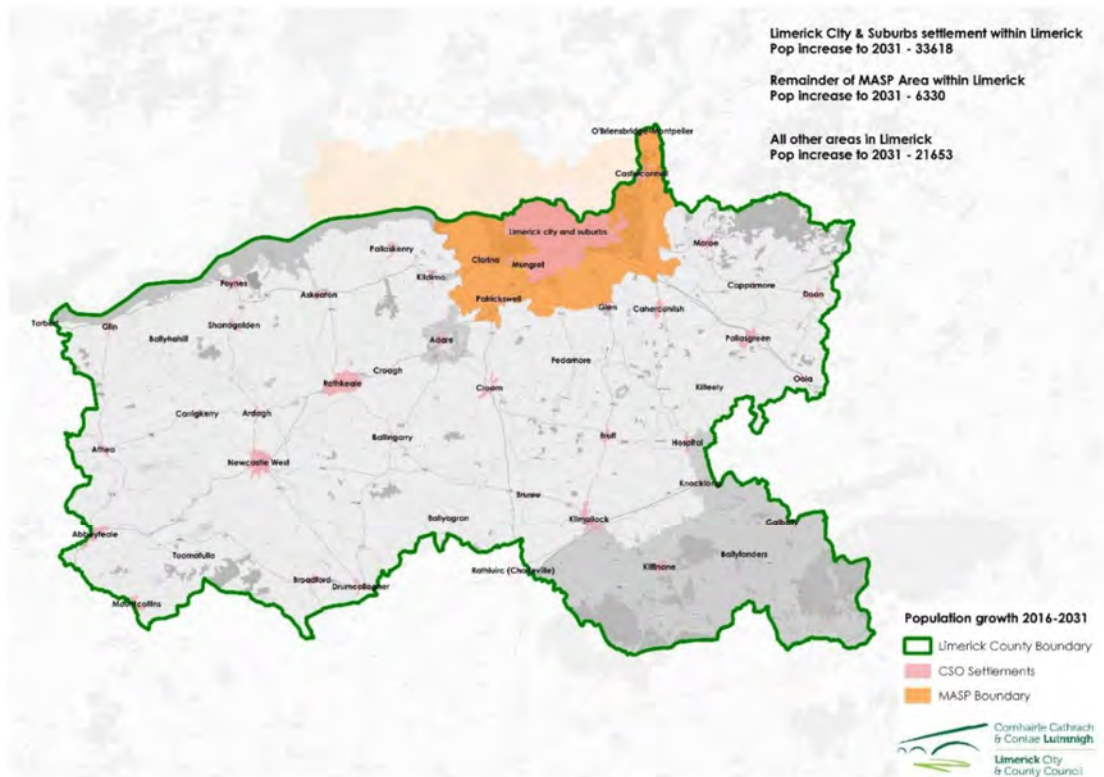 Limerick City & Suburbs settlement within Limerick
Pop increase to 2031 - 33618
Remainder of MASP Area within Limerick
Pop increase to 2031 - 6330
All other areas in Limerick
Pop increase to 2031 - 21653
O'Briensbridge-Montpelier
Castleconnell
Limerick city and suburbs
Moroe
Pallaskenry
Clarina
Mungret
Kildimo
Cappamore
Foynes
Askeaton
Patrickswell
Doon
Glen
Caherconlish
Tarbert
Glin
Shanagolden
Ballyhahill
Adare
Pallasgreen
Fedamore
Croagh
Rathkeale
Croom
Kilteely
Oola
Carrigkerry
Ardagh
Ballingarry
Bruff
Hospital
Athea
Newcastle West
Knocklong
Bruree
Ballyagran
Kilmallock
Galbally
Abbeyfeale
Toornafulla
Ballylanders
Rathluirc (Charleville)
Kilfinane
Broadford
Drumcollogher
Mountcollins
Population growth 2016-2031
Limerick County Boundary
CSO Settlements
MASP Boundary
Comhairle Cathrach
& Contae Luimnigh
Limerick City
& County Council